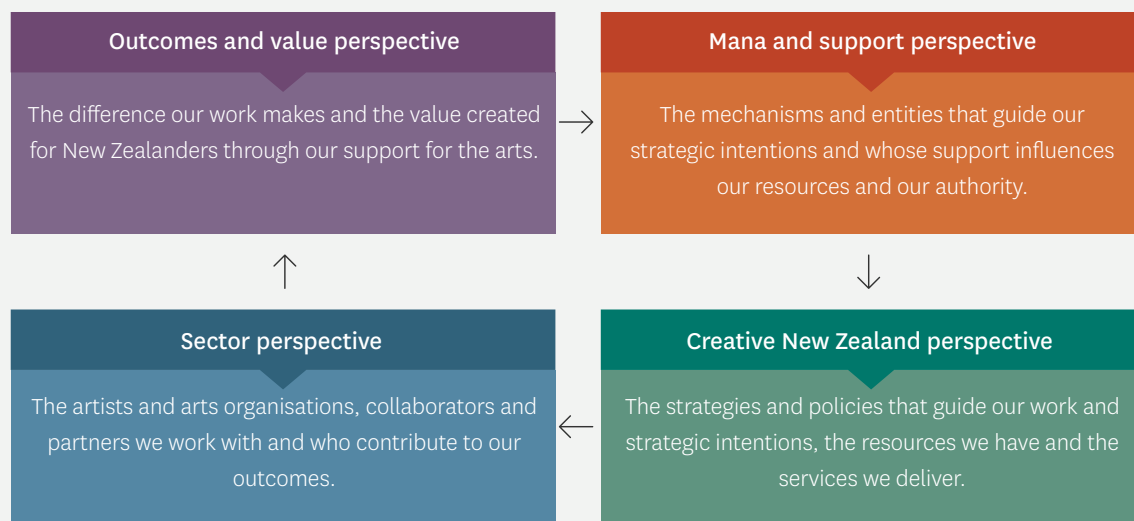 Outcomes and value perspective
The difference our work makes and the value created
for New Zealanders through our support for the arts.
Mana and support perspective
The mechanisms and entities that guide our
strategic intentions and whose support influences
our resources and our authority.
Sector perspective
The artists and arts organisations, collaborators and
partners we work with and who contribute to our
outcomes.
Creative New Zealand perspective
The strategies and policies that guide our work and
strategic intentions, the resources we have and the
services we deliver.